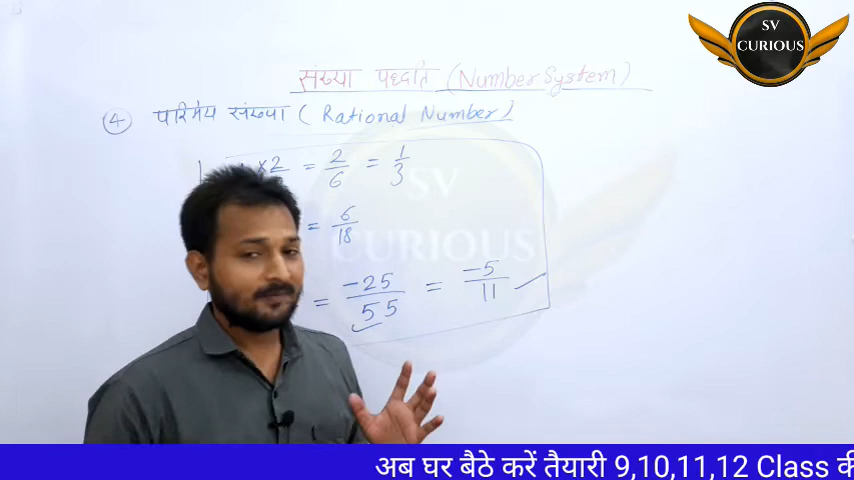 SV
CURIOUS
संख्या पद्धति (Number System)
④ परिमेय संख्या (Rational Number)
×2 = 2/6 = 1/3
= 6/18
SV
CURIOUS
= -25/55 = -5/11
अब घर बैठे करें तैयारी 9,10,11,12 Class की